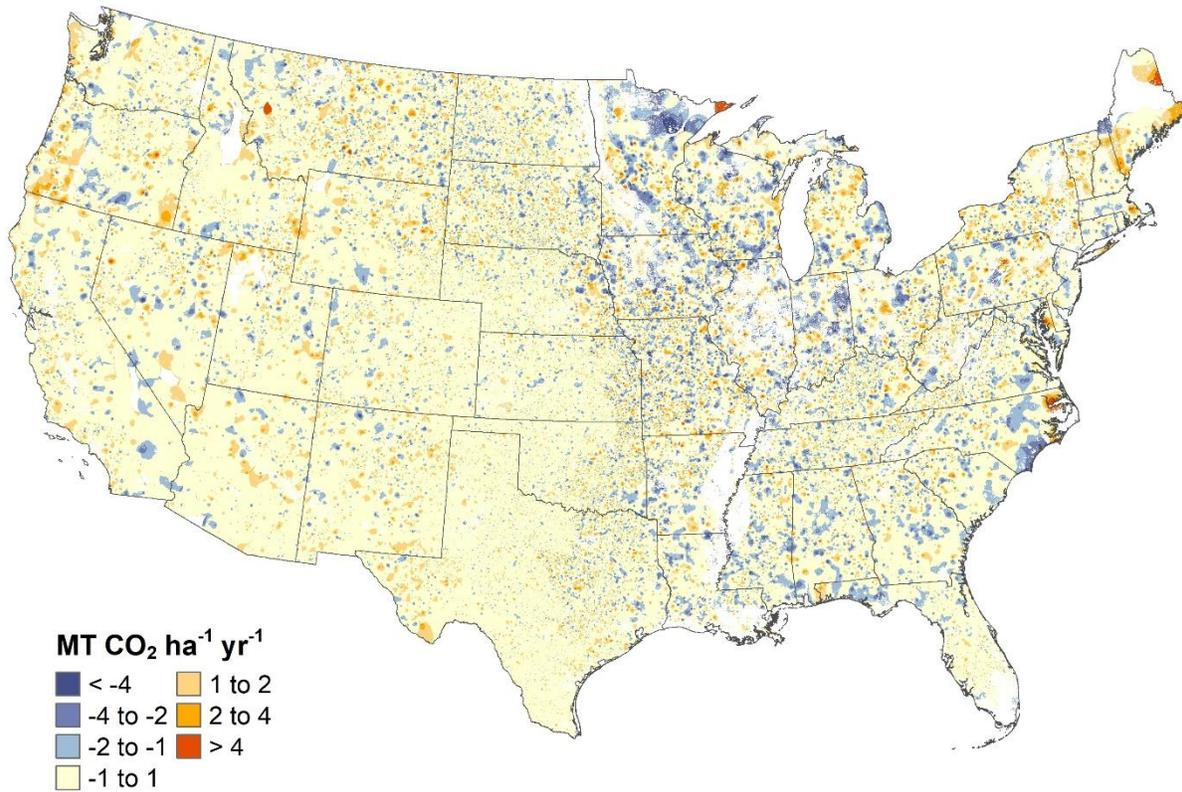 MT CO₂ ha⁻¹ yr⁻¹
< -4
-4 to -2
-2 to -1
-1 to 1
1 to 2
2 to 4
> 4